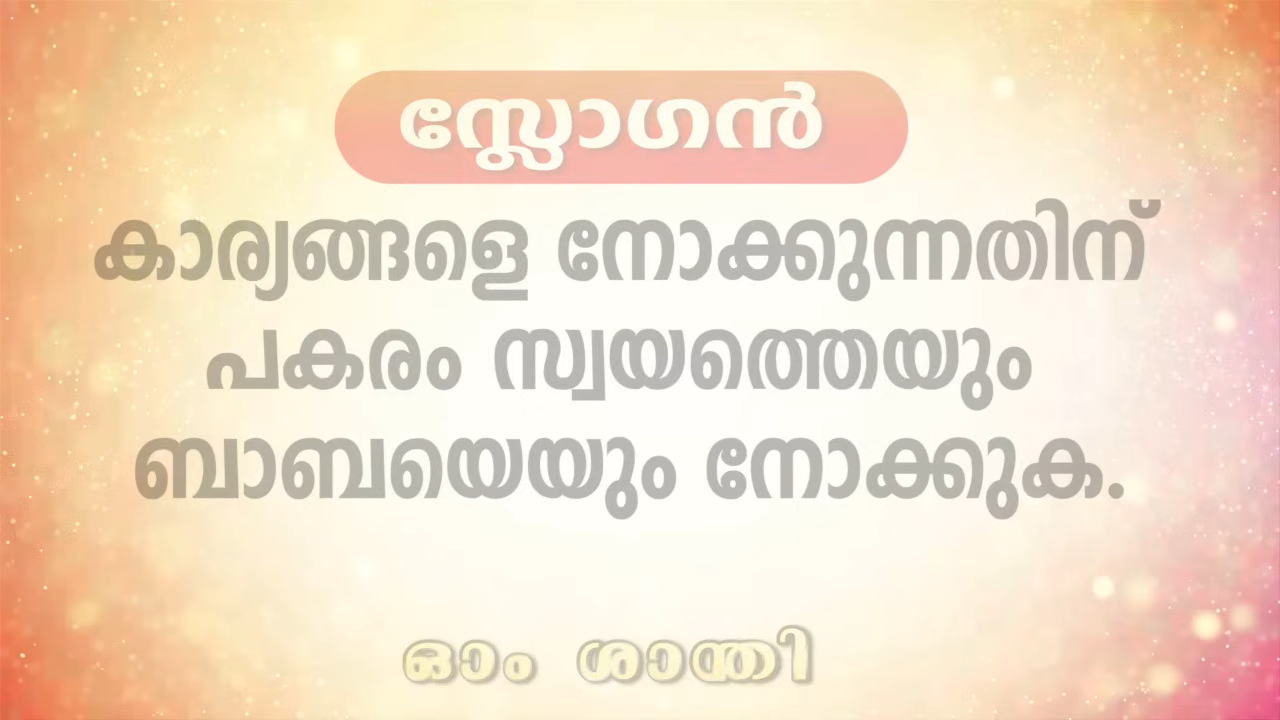 സ്ലോഗൻ
കാര്യങ്ങളെ നോക്കുന്നതിന്
പകരം സ്വയത്തെയും
ബാബയെയും നോക്കുക.
ഓം ശാന്തി